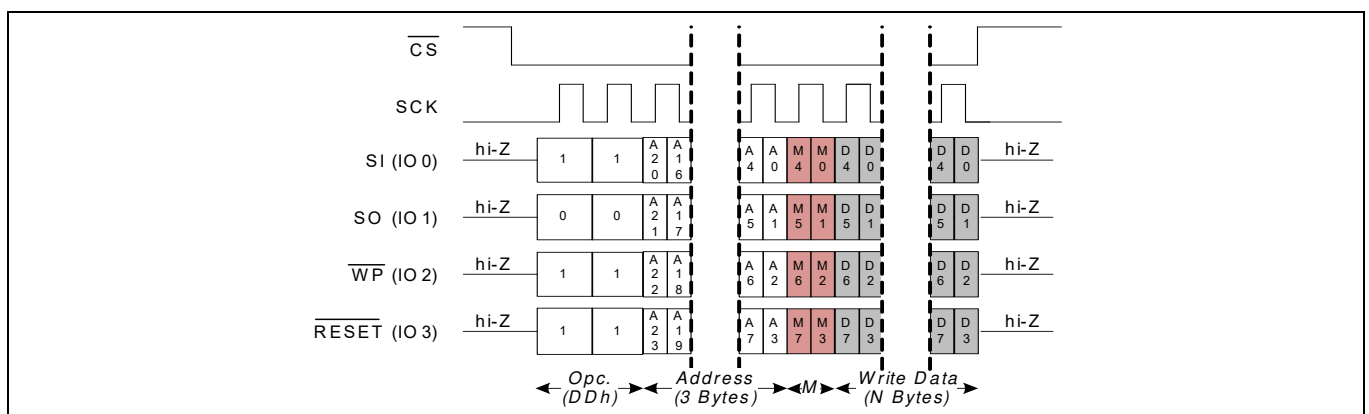 CS
SCK
SI (IO 0) hi-Z 1 1 A20 A16 A4 A0 M4 M0 D4 D0 D4 D0 hi-Z
SO (IO 1) hi-Z 0 0 A21 A17 A5 A1 M5 M1 D5 D1 D5 D1 hi-Z
WP (IO 2) hi-Z 1 1 A22 A18 A6 A2 M6 M2 D6 D2 D6 D2 hi-Z
RESET (IO 3) hi-Z 1 1 A23 A19 A7 A3 M7 M3 D7 D3 D7 D3 hi-Z
Opc. Address M Write Data
(DDh) (3 Bytes) (N Bytes)